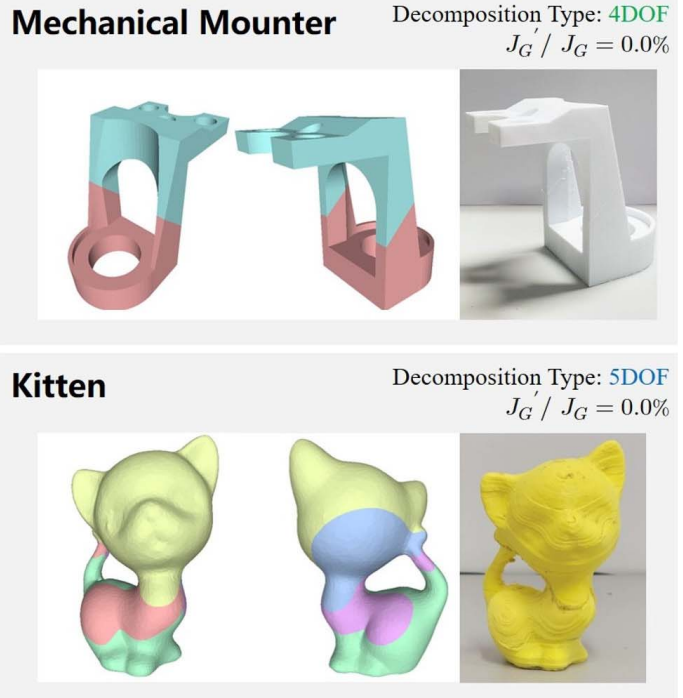 Mechanical Mounter
Decomposition Type: 4DOF
J_G' / J_G = 0.0%
Kitten
Decomposition Type: 5DOF
J_G' / J_G = 0.0%